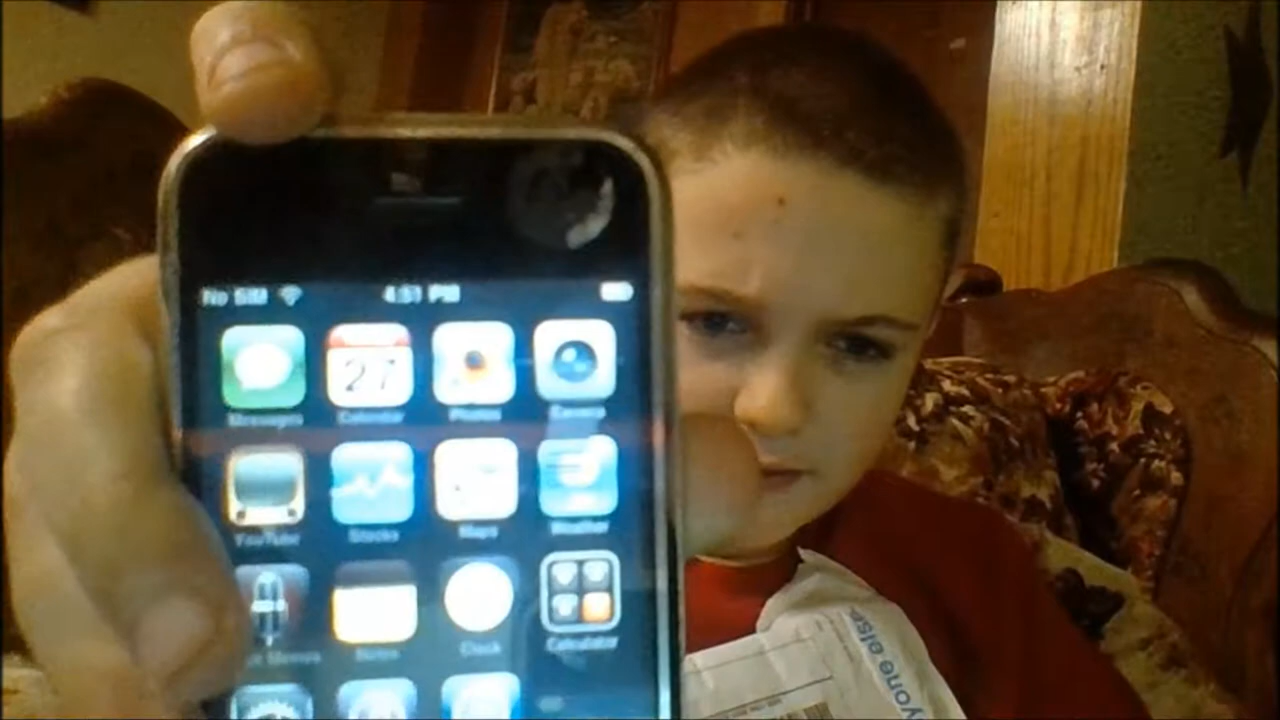 No SIM 4:51 PM
Messages Calendar Photos Camera
27
YouTube Stocks Maps Weather
Memos Notes Clock Calculator
yone else